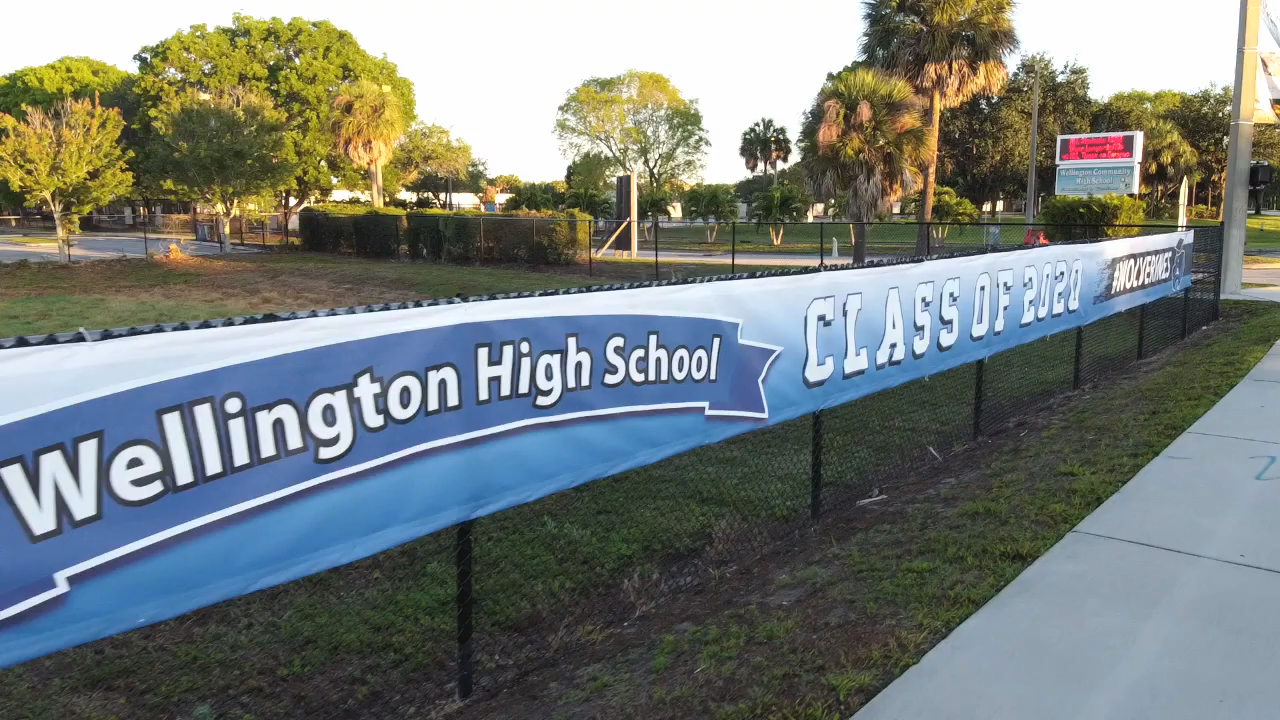 Wellington High School
CLASS OF 2020
#WOLVERINES
Wellington Community
High School